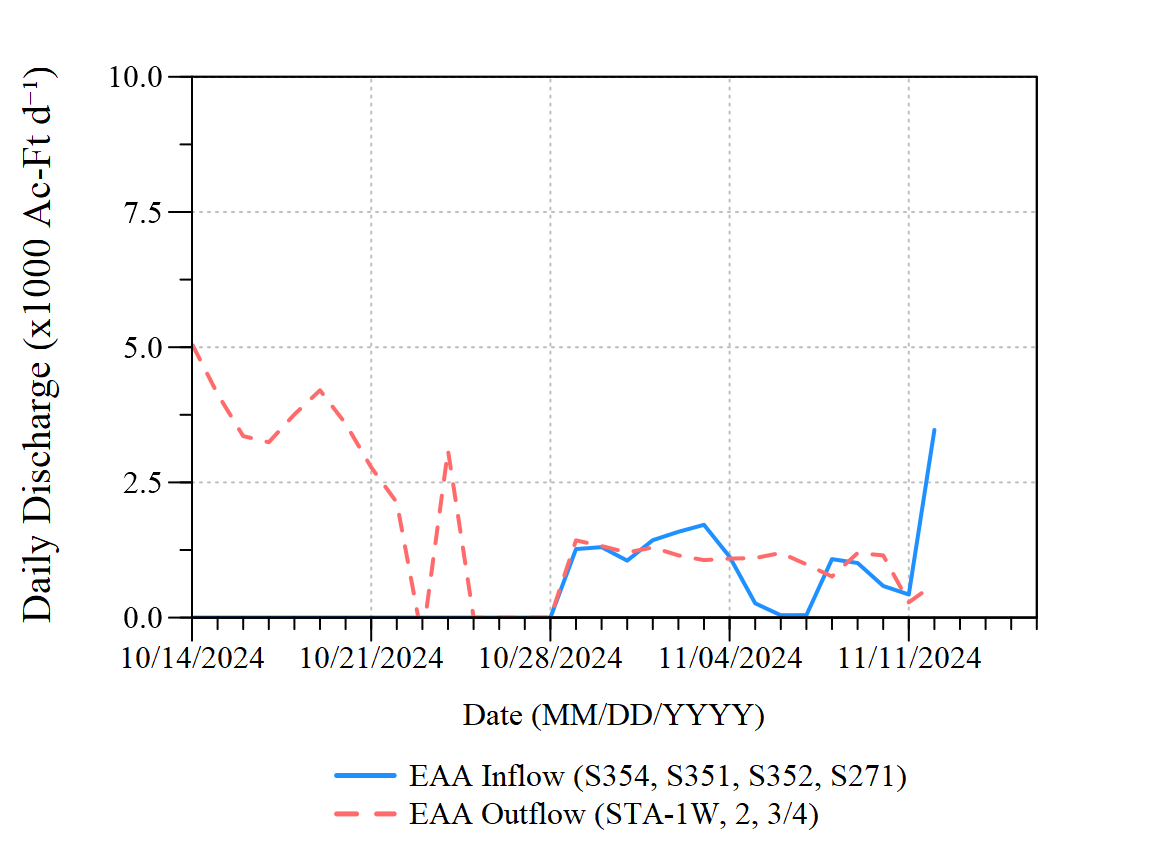 Daily Discharge (x1000 Ac-Ft d⁻¹)
10.0
7.5
5.0
2.5
0.0
10/14/2024 10/21/2024 10/28/2024 11/04/2024 11/11/2024
Date (MM/DD/YYYY)
EAA Inflow (S354, S351, S352, S271)
EAA Outflow (STA-1W, 2, 3/4)